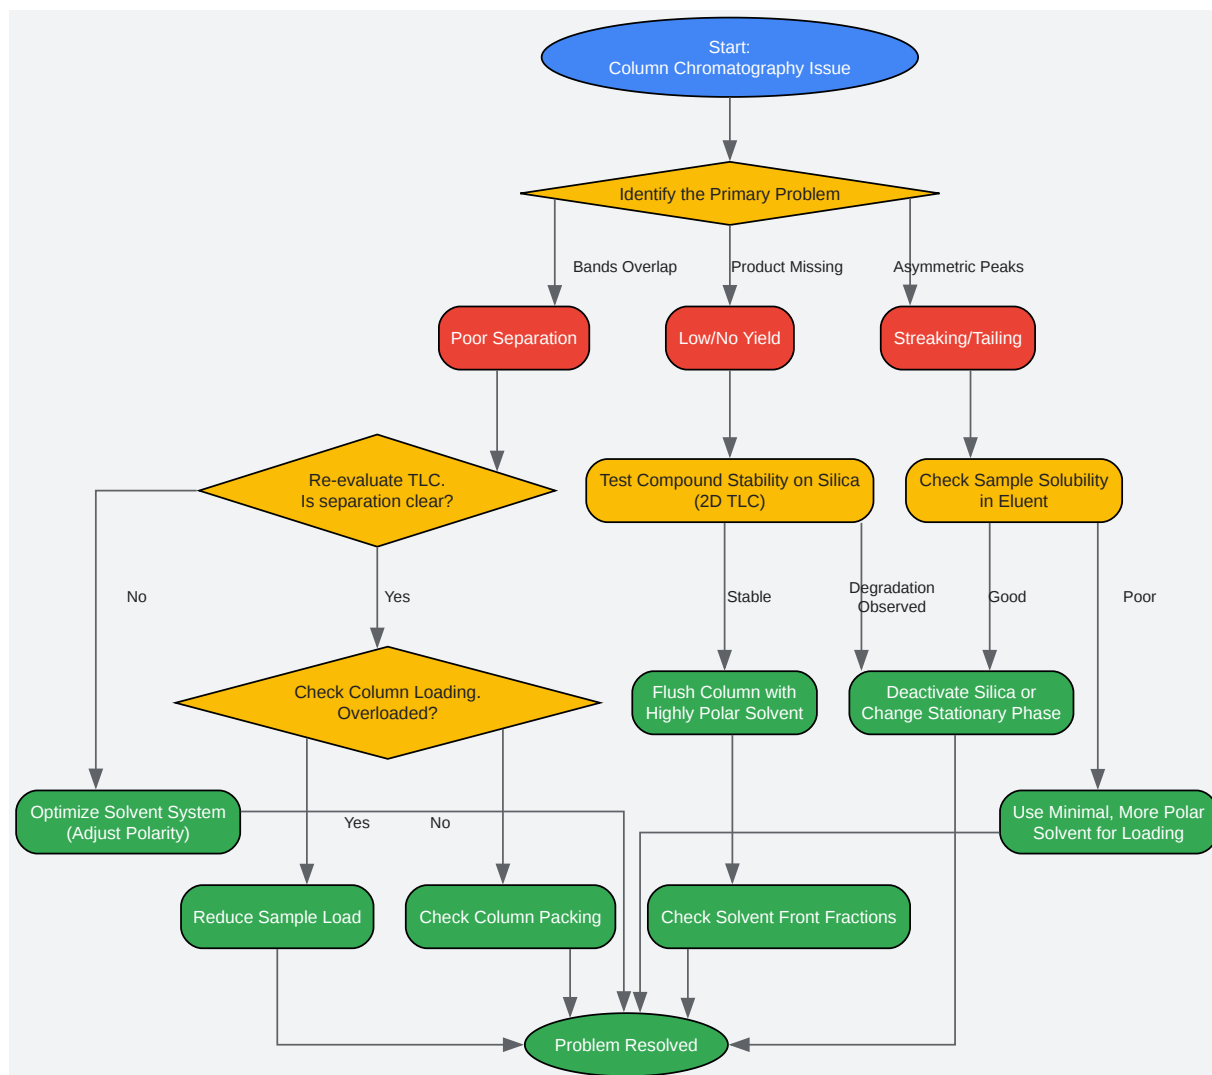 Start:
Column Chromatography Issue
Identify the Primary Problem
Bands Overlap
Product Missing
Asymmetric Peaks
Poor Separation
Low/No Yield
Streaking/Tailing
Re-evaluate TLC.
Is separation clear?
Test Compound Stability on Silica
(2D TLC)
Check Sample Solubility
in Eluent
No
Yes
Stable
Degradation
Observed
Good
Poor
Check Column Loading.
Overloaded?
Flush Column with
Highly Polar Solvent
Deactivate Silica or
Change Stationary Phase
Optimize Solvent System
(Adjust Polarity)
Yes
No
Use Minimal, More Polar
Solvent for Loading
Reduce Sample Load
Check Column Packing
Check Solvent Front Fractions
Problem Resolved